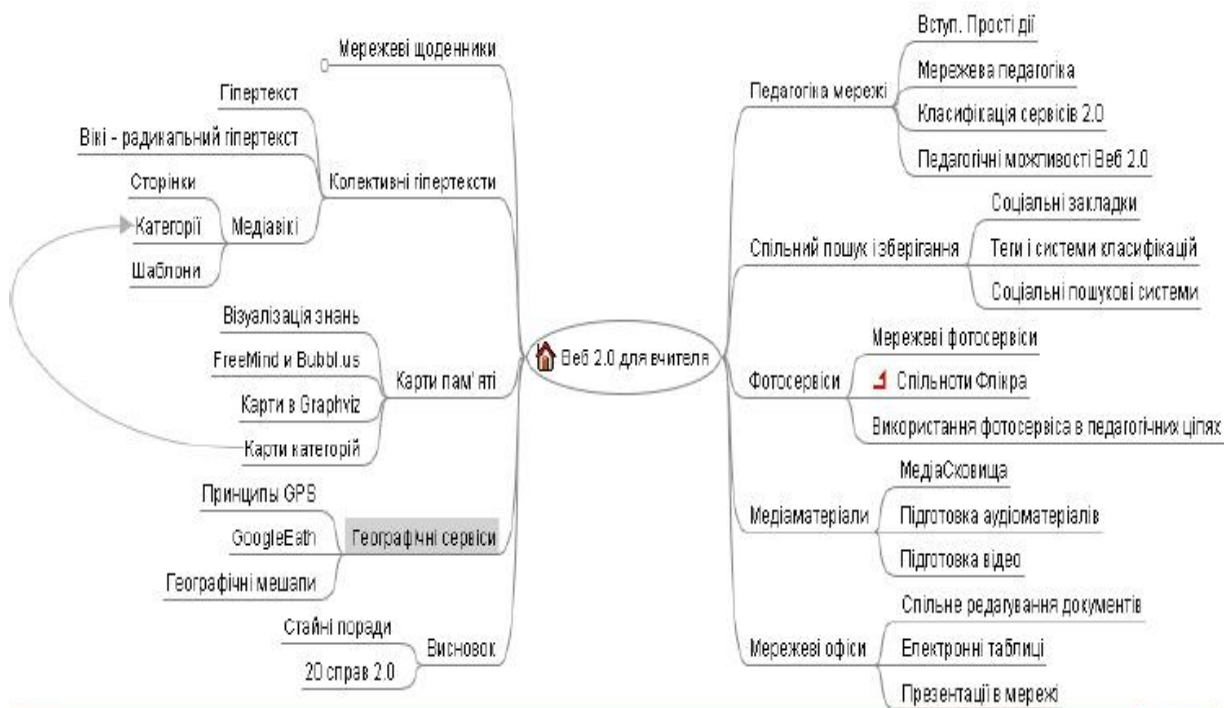 Веб 2.0 для вчителя
Мережеві щоденники
Колективні гіпертексти
Гіпертекст
Вікі - радикальний гіпертекст
Медіавікі
Сторінки
Категорії
Шаблони
Карти пам'яті
Візуалізація знань
FreeMind и Bubbl.us
Карти в Graphviz
Карти категорій
Географічні сервіси
Принципы GPS
GoogleEath
Географічні мешапи
Висновок
Стайні поради
20 справ 2.0
Педагогіка мережі
Вступ. Прості дії
Мережева педагогіка
Класифікація сервісів 2.0
Педагогічні можливості Веб 2.0
Спільний пошук і зберігання
Соціальні закладки
Теги і системи класифікацій
Соціальні пошукові системи
Фотосервіси
Мережеві фотосервіси
Спільноти Флікра
Використання фотосервіса в педагогічних цілях
Медіаматеріали
МедіаСховища
Підготовка аудіоматеріалів
Підготовка відео
Мережеві офіси
Спільне редагування документів
Електронні таблиці
Презентації в мережі